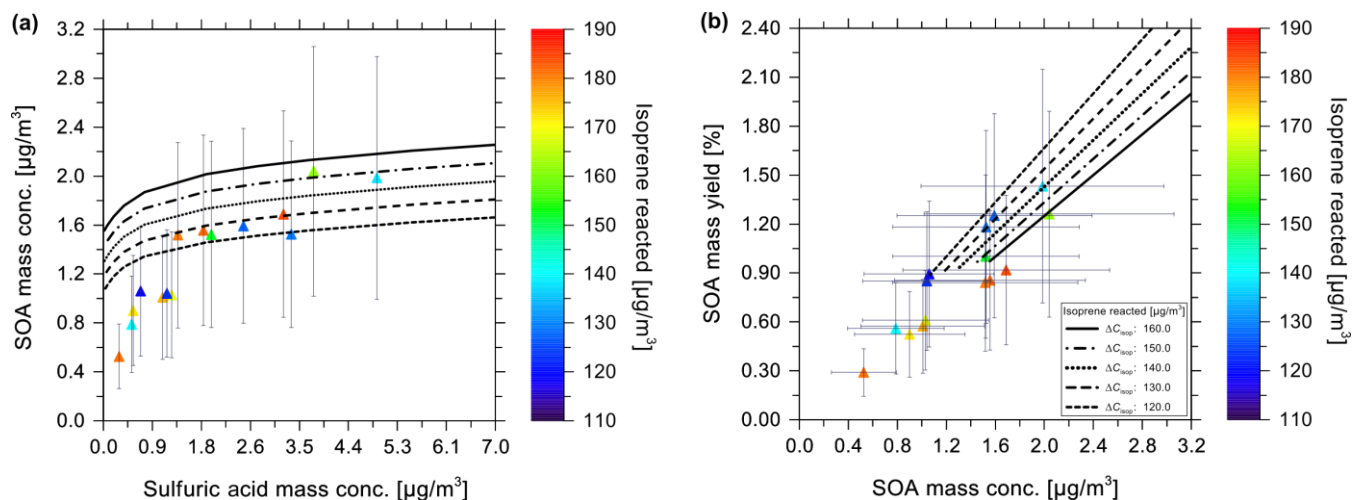 (a)
SOA mass conc. [µg/m³]
3.2
2.8
2.4
2.0
1.6
1.2
0.8
0.4
0.0
0.0 0.9 1.8 2.6 3.5 4.4 5.3 6.1 7.0
Sulfuric acid mass conc. [µg/m³]
190
180
170
160
150
140
130
120
110
Isoprene reacted [µg/m³]
(b)
SOA mass yield [%]
2.40
2.10
1.80
1.50
1.20
0.90
0.60
0.30
0.00
0.0 0.4 0.8 1.2 1.6 2.0 2.4 2.8 3.2
SOA mass conc. [µg/m³]
Isoprene reacted [µg/m³]
ΔCisop: 160.0
ΔCisop: 150.0
ΔCisop: 140.0
ΔCisop: 130.0
ΔCisop: 120.0
190
180
170
160
150
140
130
120
110
Isoprene reacted [µg/m³]